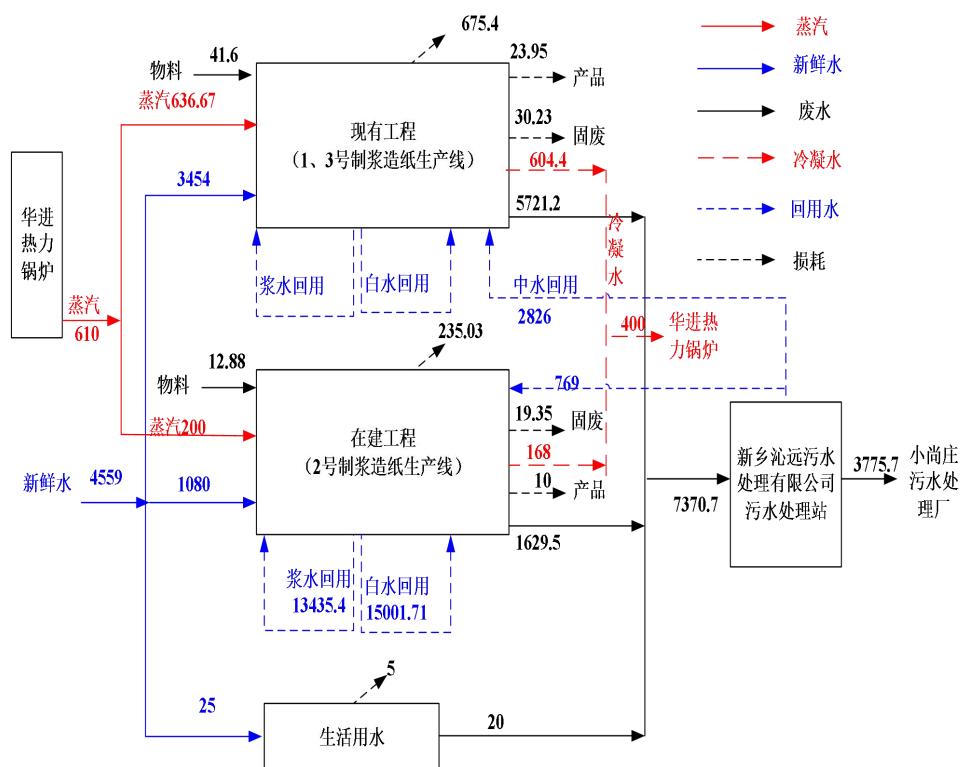 675.4
蒸汽
41.6
23.95
物料
产品
新鲜水
蒸汽636.67
30.23
固废
废水
现有工程
（1、3号制浆造纸生产线）
604.4
冷凝水
3454
5721.2
华进
热力
锅炉
冷
凝
水
回用水
浆水回用
白水回用
中水回用
损耗
蒸汽
610
2826
400
华进热
力锅炉
235.03
12.88
物料
769
蒸汽200
19.35
固废
在建工程
（2号制浆造纸生产线）
168
新鲜水
4559
1080
10
产品
7370.7
新乡沁远污水
处理有限公司
污水处理站
3775.7
小尚庄
污水处
理厂
1629.5
浆水回用
13435.4
白水回用
15001.71
5
25
生活用水
20